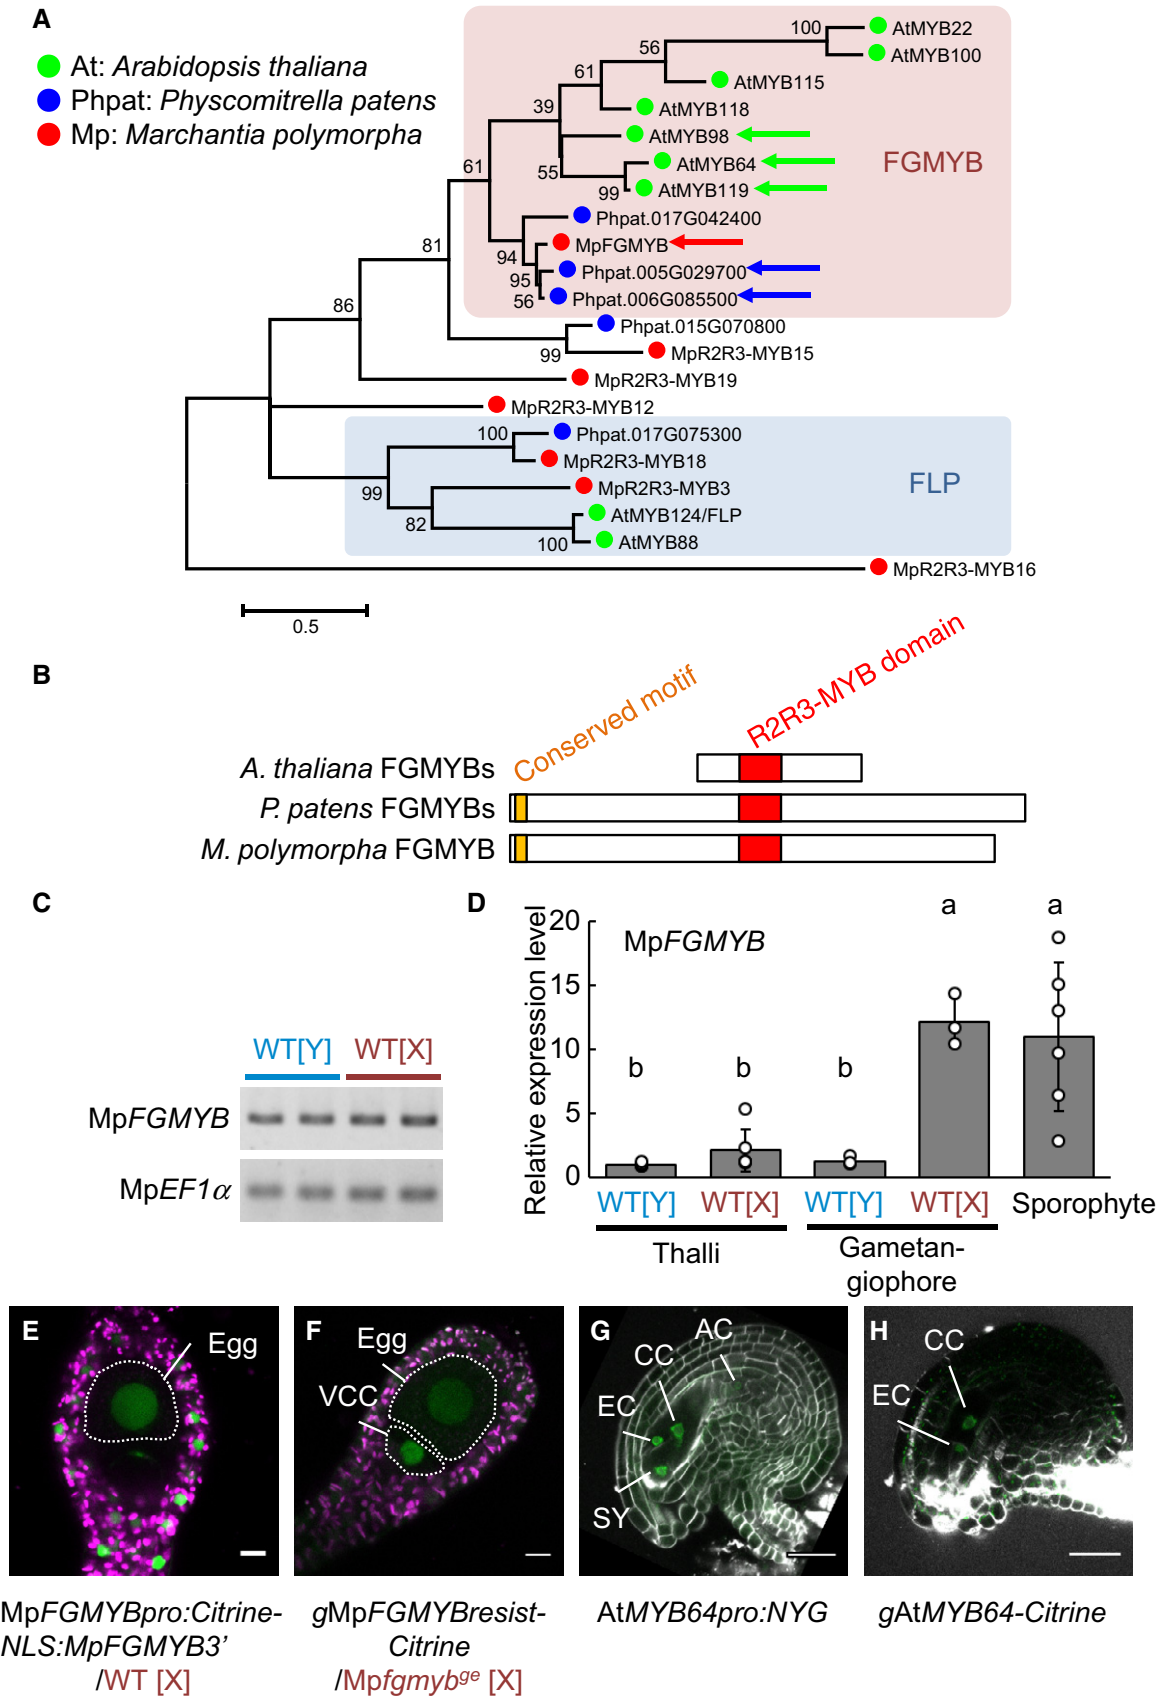 A
At: Arabidopsis thaliana
Phpat: Physcomitrella patens
Mp: Marchantia polymorpha
FGMYB
100
AtMYB22
AtMYB100
56
AtMYB115
61
AtMYB118
39
AtMYB98
55
AtMYB64
99
AtMYB119
61
Phpat.017G042400
MpFGMYB
94
Phpat.005G029700
95
56
Phpat.006G085500
81
Phpat.015G070800
99
MpR2R3-MYB15
86
MpR2R3-MYB19
MpR2R3-MYB12
FLP
100
Phpat.017G075300
MpR2R3-MYB18
99
MpR2R3-MYB3
82
AtMYB124/FLP
100
AtMYB88
MpR2R3-MYB16
0.5
B
Conserved motif
R2R3-MYB domain
A. thaliana FGMYBs
P. patens FGMYBs
M. polymorpha FGMYB
C
WT[Y]
WT[X]
MpFGMYB
MpEF1α
D
Relative expression level
20
15
10
5
0
MpFGMYB
b
b
b
a
a
WT[Y]
WT[X]
WT[Y]
WT[X]
Sporophyte
Thalli
Gametan-
giophore
E
Egg
MpFGMYBpro:Citrine-
NLS:MpFGMYB3’
/WT [X]
F
Egg
VCC
gMpFGMYBresist-
Citrine
/Mpfgmybge [X]
G
AC
CC
EC
SY
AtMYB64pro:NYG
H
CC
EC
gAtMYB64-Citrine